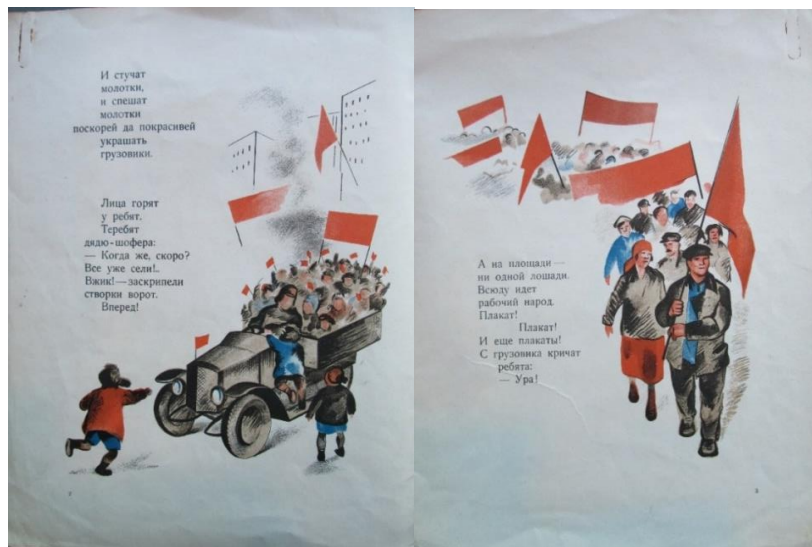 И стучат
молотки,
и спешат
молотки
поскорей да покрасивей
украшать
грузовики.
Лица горят
у ребят.
Теребят
дядю-шофера:
— Когда же, скоро?
Все уже сели!..
Вжик! — заскрипели
створки ворот.
Вперед!
7
А на площади —
ни одной лошади.
Всюду идет
рабочий народ.
Плакат!
Плакат!
И еще плакаты!
С грузовика кричат
ребята:
— Ура!